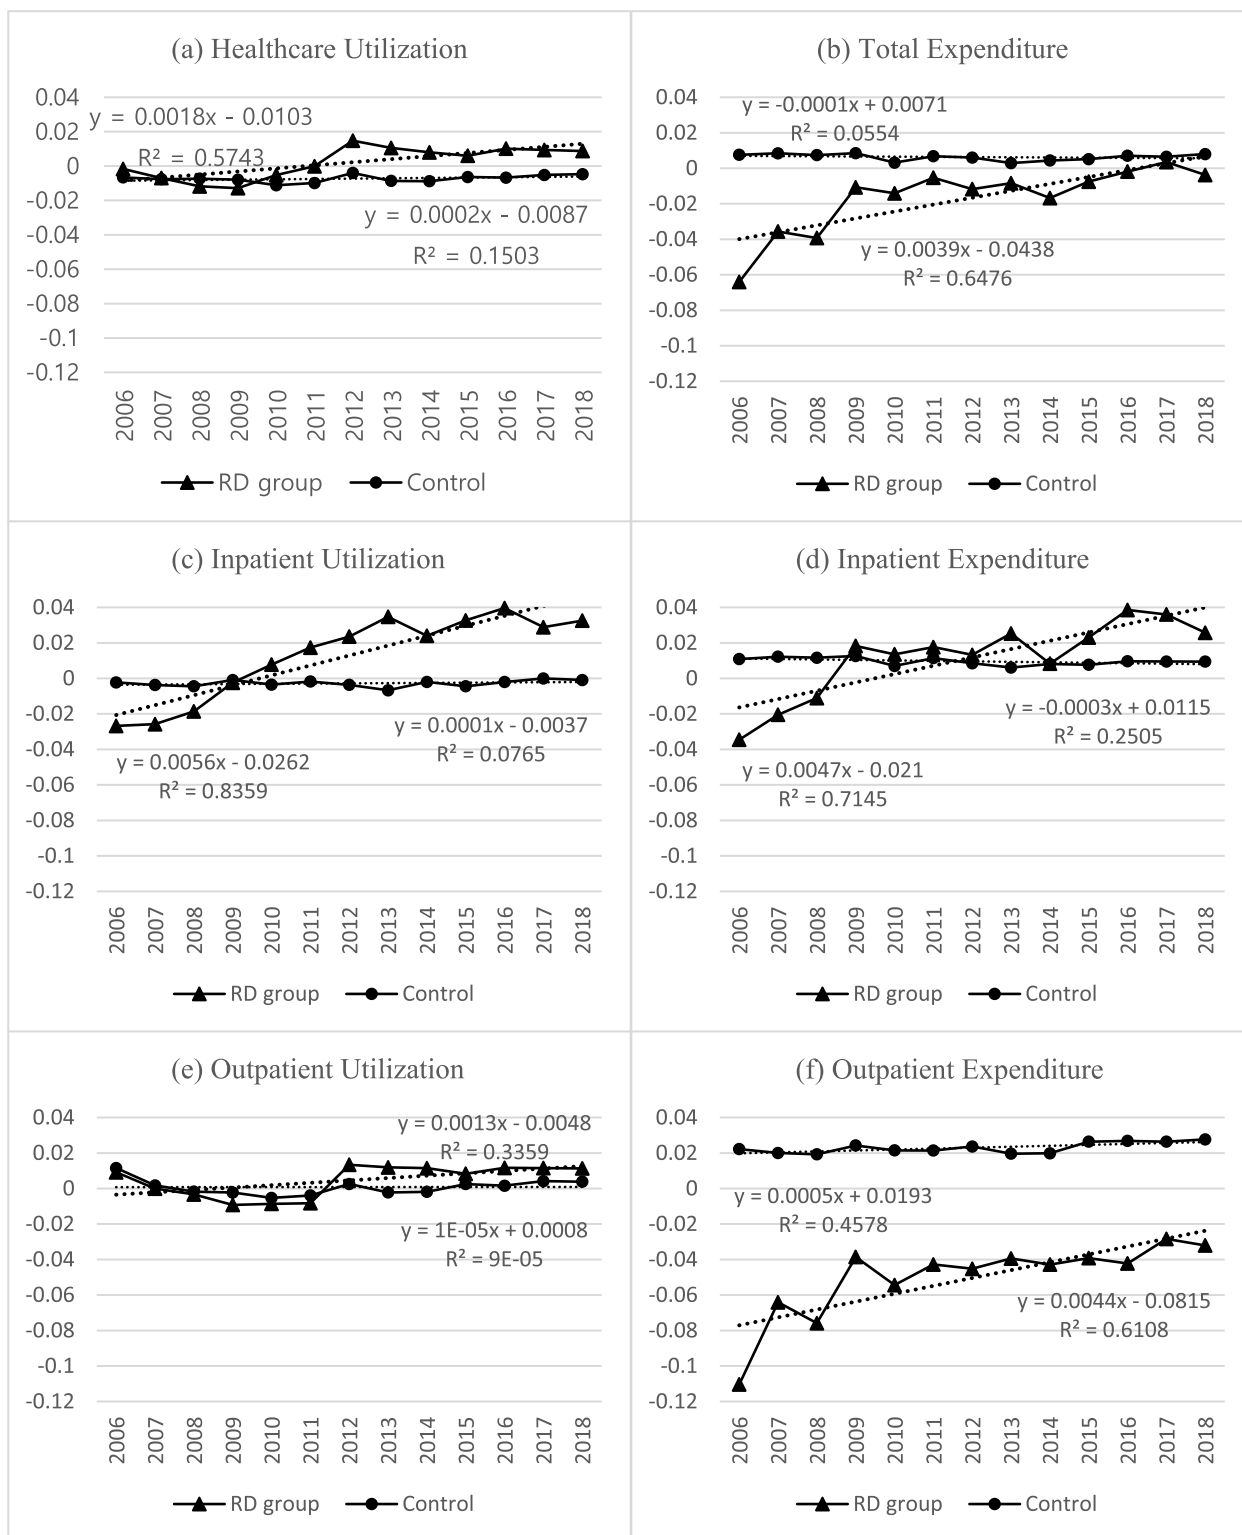 (a) Healthcare Utilization
0.04
y = 0.0018x - 0.0103
0.02
R² = 0.5743
0
-0.02
y = 0.0002x - 0.0087
-0.04
R² = 0.1503
-0.06
-0.08
-0.1
-0.12
2006 2007 2008 2009 2010 2011 2012 2013 2014 2015 2016 2017 2018
RD group Control
(b) Total Expenditure
0.04
y = -0.0001x + 0.0071
0.02
R² = 0.0554
0
-0.02
-0.04
y = 0.0039x - 0.0438
-0.06
R² = 0.6476
-0.08
-0.1
-0.12
2006 2007 2008 2009 2010 2011 2012 2013 2014 2015 2016 2017 2018
RD group Control
(c) Inpatient Utilization
0.04
0.02
0
-0.02
y = 0.0001x - 0.0037
R² = 0.0765
-0.04
y = 0.0056x - 0.0262
-0.06
R² = 0.8359
-0.08
-0.1
-0.12
2006 2007 2008 2009 2010 2011 2012 2013 2014 2015 2016 2017 2018
RD group Control
(d) Inpatient Expenditure
0.04
0.02
0
-0.02
y = -0.0003x + 0.0115
R² = 0.2505
-0.04
y = 0.0047x - 0.021
-0.06
R² = 0.7145
-0.08
-0.1
-0.12
2006 2007 2008 2009 2010 2011 2012 2013 2014 2015 2016 2017 2018
RD group Control
(e) Outpatient Utilization
0.04
y = 0.0013x - 0.0048
0.02
R² = 0.3359
0
-0.02
y = 1E-05x + 0.0008
-0.04
R² = 9E-05
-0.06
-0.08
-0.1
-0.12
2006 2007 2008 2009 2010 2011 2012 2013 2014 2015 2016 2017 2018
RD group Control
(f) Outpatient Expenditure
0.04
0.02
0
y = 0.0005x + 0.0193
-0.02
R² = 0.4578
-0.04
-0.06
y = 0.0044x - 0.0815
-0.08
R² = 0.6108
-0.1
-0.12
2006 2007 2008 2009 2010 2011 2012 2013 2014 2015 2016 2017 2018
RD group Control